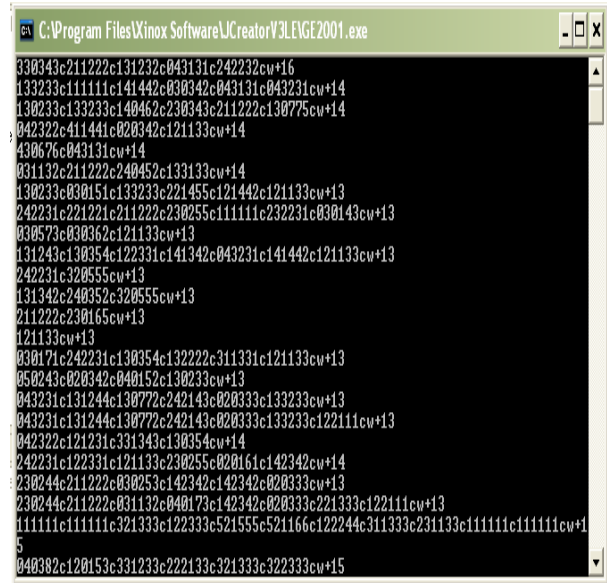 C:\Program Files\Xinox Software\JCreatorV3LE\GE2001.exe
330343c211222c131232c043131c242232cw+16
133233c111111c141442c030342c043131c043231cw+14
130233c133233c140462c230343c211222c130775cw+14
042322c411441c020342c121133cw+14
430676c043131cw+14
031132c211222c240452c133133cw+14
130233c030151c133233c221455c121442c121133cw+13
242231c221221c211222c230255c111111c232231c030143cw+13
030573c030362c121133cw+13
131243c130354c122331c141342c043231c141442c121133cw+13
242231c320555cw+13
131342c240352c320555cw+13
211222c230165cw+13
121133cw+13
030171c242231c130354c132222c311331c121133cw+13
050243c020342c040152c130233cw+13
043231c131244c130772c242143c020333c133233cw+13
043231c131244c130772c242143c020333c133233c122111cw+13
042322c121231c331343c130354cw+14
242231c122331c121133c230255c020161c142342cw+14
230244c211222c030253c142342c142342c020333cw+13
230244c211222c031132c040173c142342c020333c221333c122111cw+13
111111c111111c321333c122333c521555c521166c122244c311333c231133c111111c111111cw+1
5
040382c120153c331233c222133c321333c322333cw+15